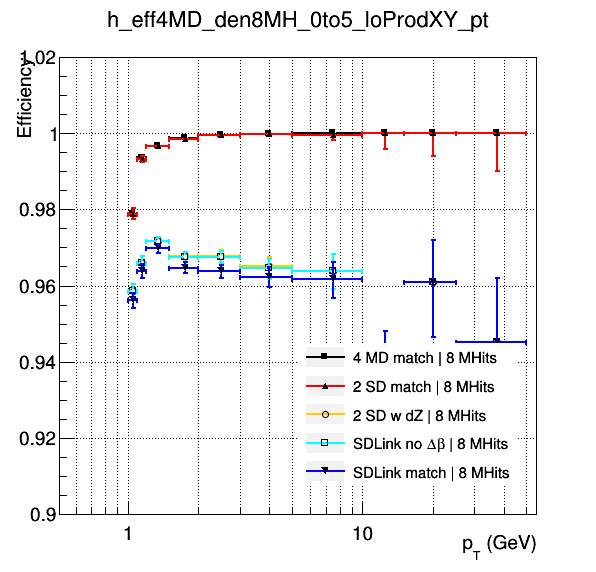 h_eff4MD_den8MH_0to5_loProdXY_pt
Efficiency
1.02
1
0.98
0.96
0.94
0.92
0.9
4 MD match | 8 MHits
2 SD match | 8 MHits
2 SD w dZ | 8 MHits
SDLink no Δβ | 8 MHits
SDLink match | 8 MHits
1
10
p_T (GeV)